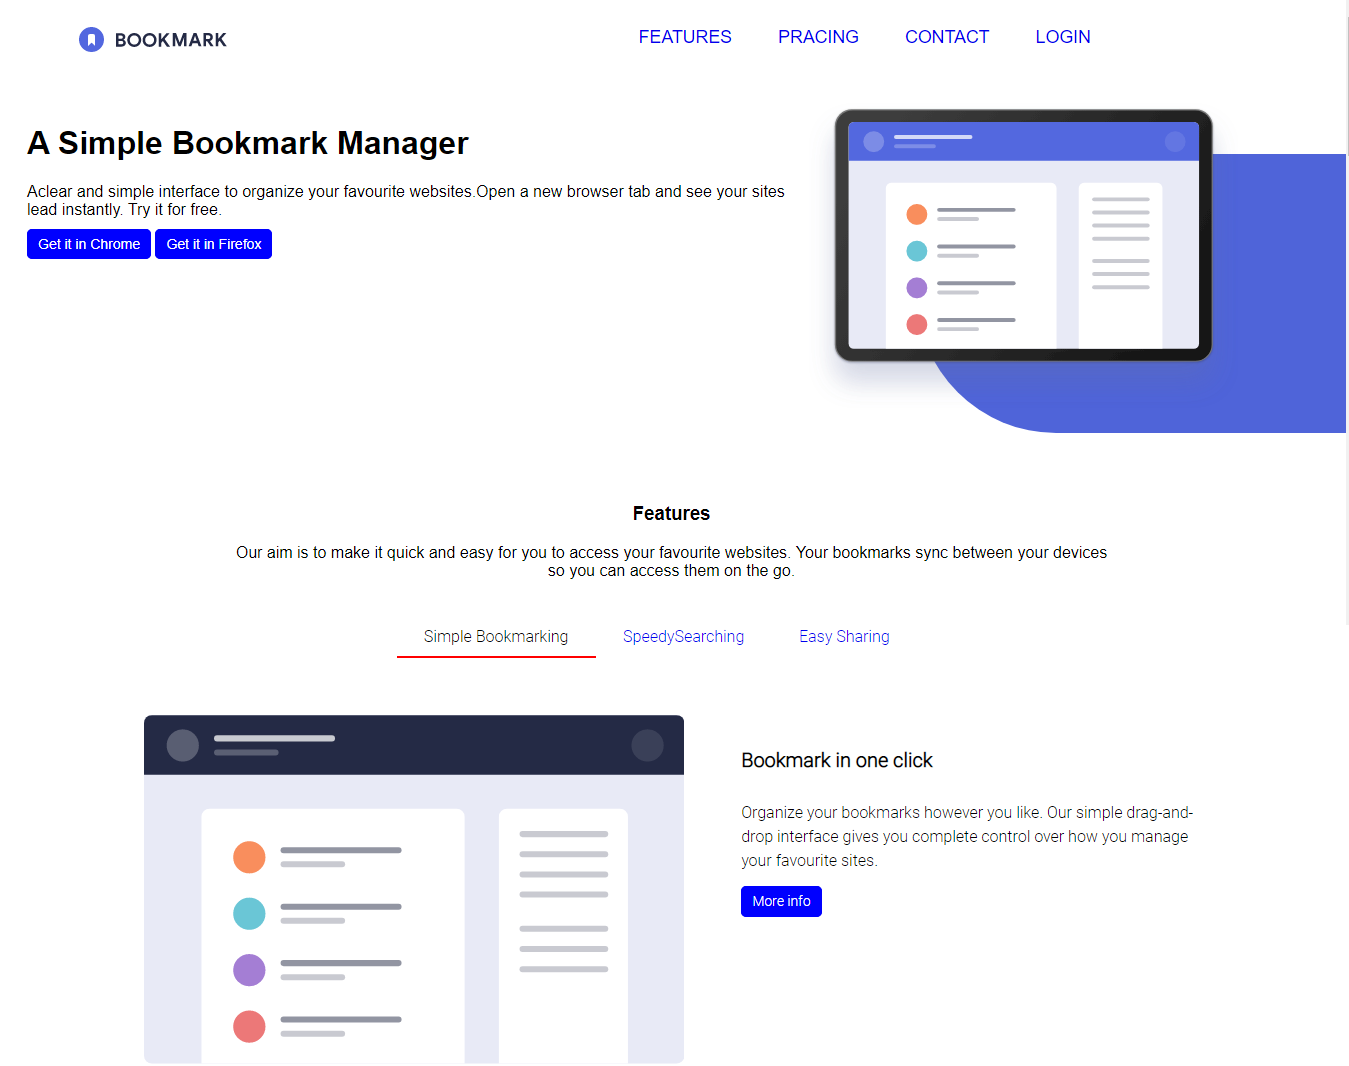 BOOKMARK
FEATURES PRACING CONTACT LOGIN
A Simple Bookmark Manager
Aclear and simple interface to organize your favourite websites.Open a new browser tab and see your sites
lead instantly. Try it for free.
Get it in Chrome Get it in Firefox
Features
Our aim is to make it quick and easy for you to access your favourite websites. Your bookmarks sync between your devices
so you can access them on the go.
Simple Bookmarking SpeedySearching Easy Sharing
Bookmark in one click
Organize your bookmarks however you like. Our simple drag-and-
drop interface gives you complete control over how you manage
your favourite sites.
More info